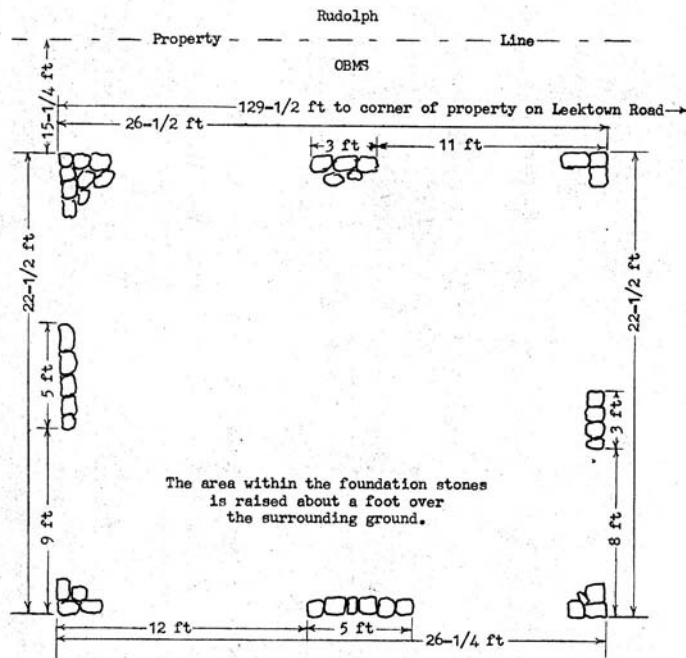 Rudolph
Property Line
OBMS
15-1/4 ft
129-1/2 ft to corner of property on Leektown Road
26-1/2 ft
3 ft
11 ft
22-1/2 ft
22-1/2 ft
5 ft
3 ft
The area within the foundation stones
is raised about a foot over
the surrounding ground.
9 ft
8 ft
12 ft
5 ft
26-1/4 ft